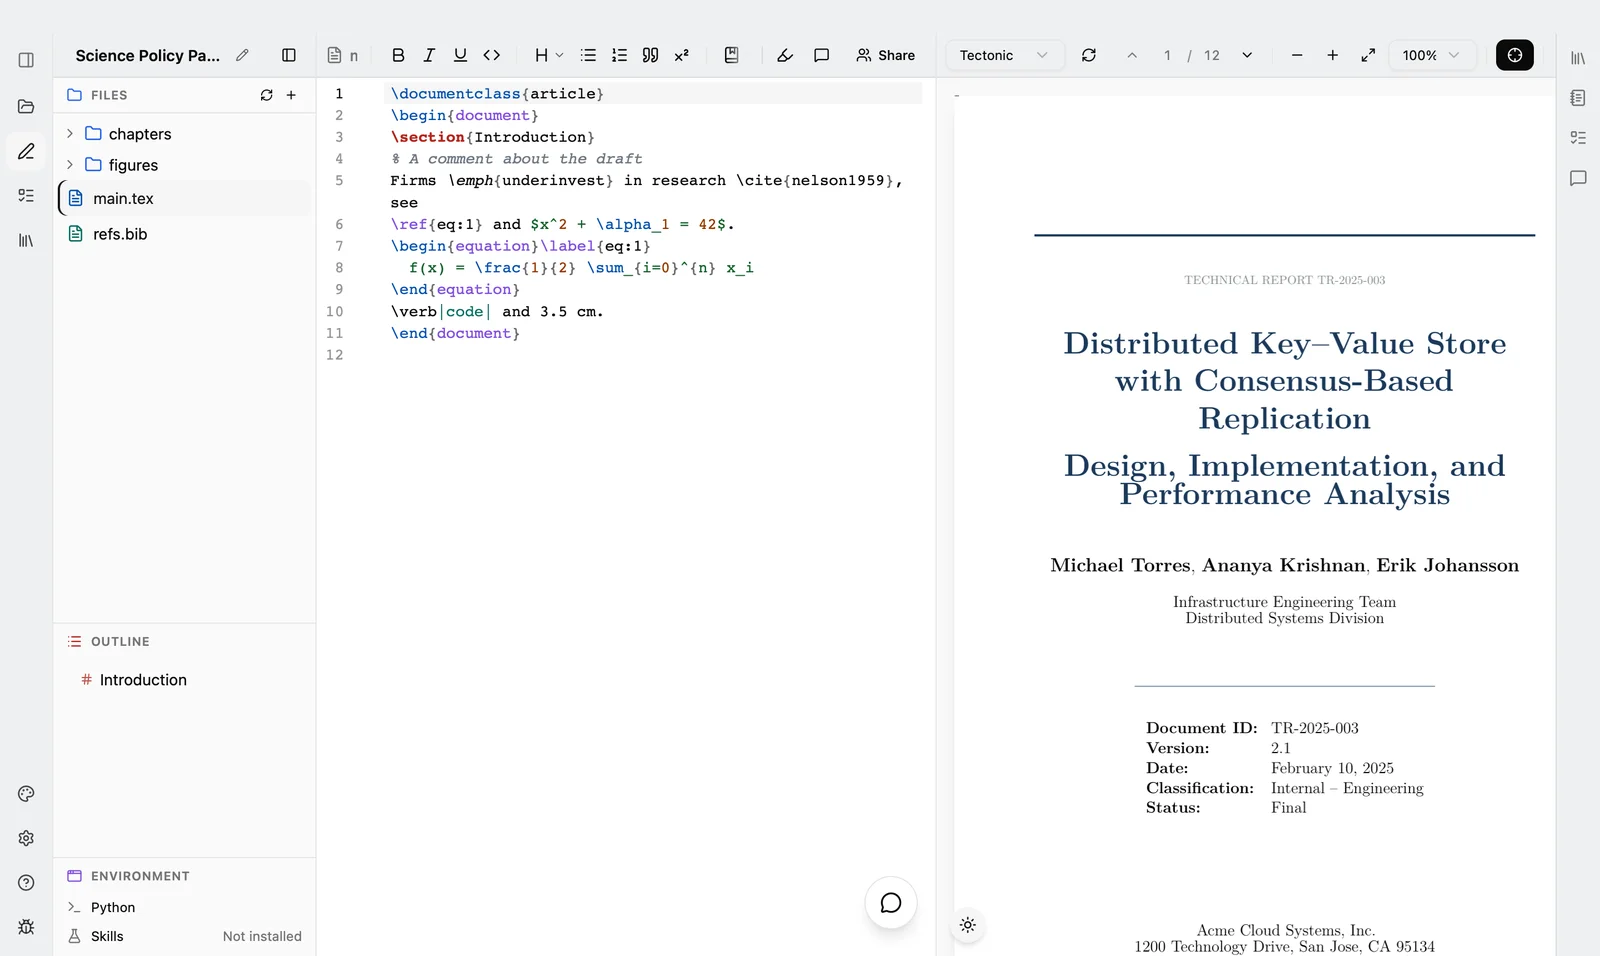 Science Policy Pa...
n
B I U <> H x²
Share
Tectonic
1 / 12
100%
FILES
chapters
figures
main.tex
refs.bib
OUTLINE
# Introduction
ENVIRONMENT
Python
Skills Not installed
1 \documentclass{article}
2 \begin{document}
3 \section{Introduction}
4 % A comment about the draft
5 Firms \emph{underinvest} in research \cite{nelson1959},
see
6 \ref{eq:1} and $x^2 + \alpha_1 = 42$.
7 \begin{equation}\label{eq:1}
8 f(x) = \frac{1}{2} \sum_{i=0}^{n} x_i
9 \end{equation}
10 \verb|code| and 3.5 cm.
11 \end{document}
12
TECHNICAL REPORT TR-2025-003
Distributed Key–Value Store
with Consensus-Based
Replication
Design, Implementation, and
Performance Analysis
Michael Torres, Ananya Krishnan, Erik Johansson
Infrastructure Engineering Team
Distributed Systems Division
Document ID: TR-2025-003
Version: 2.1
Date: February 10, 2025
Classification: Internal – Engineering
Status: Final
Acme Cloud Systems, Inc.
1200 Technology Drive, San Jose, CA 95134